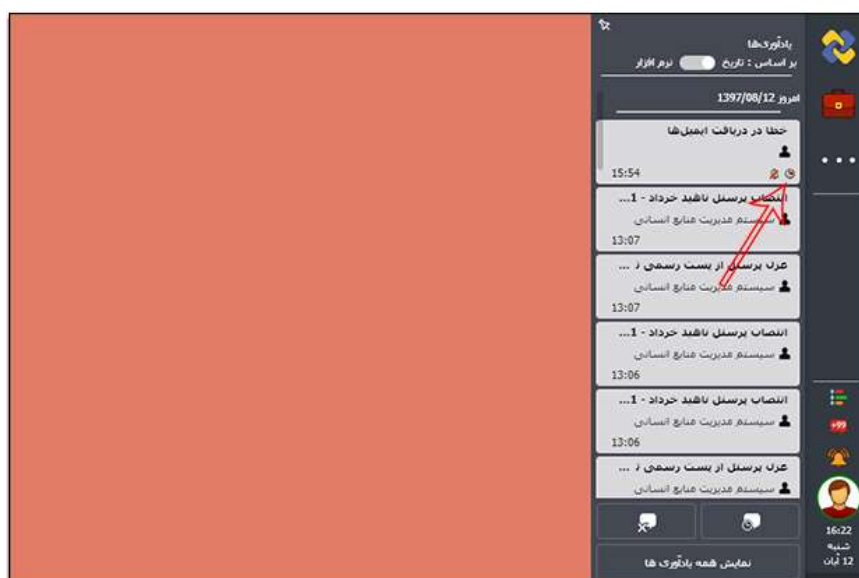 یادآوری‌ها
بر اساس : تاریخ نرم افزار
امروز 1397/08/12
خطا در دریافت ایمیل‌ها
15:54
انتصاب پرسنل ناهید خرداد - 1...
سیستم مدیریت منابع انسانی
13:07
عزل پرسنل از پست رسمی ز ...
سیستم مدیریت منابع انسانی
13:07
انتصاب پرسنل ناهید خرداد - 1...
سیستم مدیریت منابع انسانی
13:06
انتصاب پرسنل ناهید خرداد - 1...
سیستم مدیریت منابع انسانی
13:06
عزل پرسنل از پست رسمی ز ...
سیستم مدیریت منابع انسانی
نمایش همه یادآوری ها
+99
16:22
شنبه
12 آبان